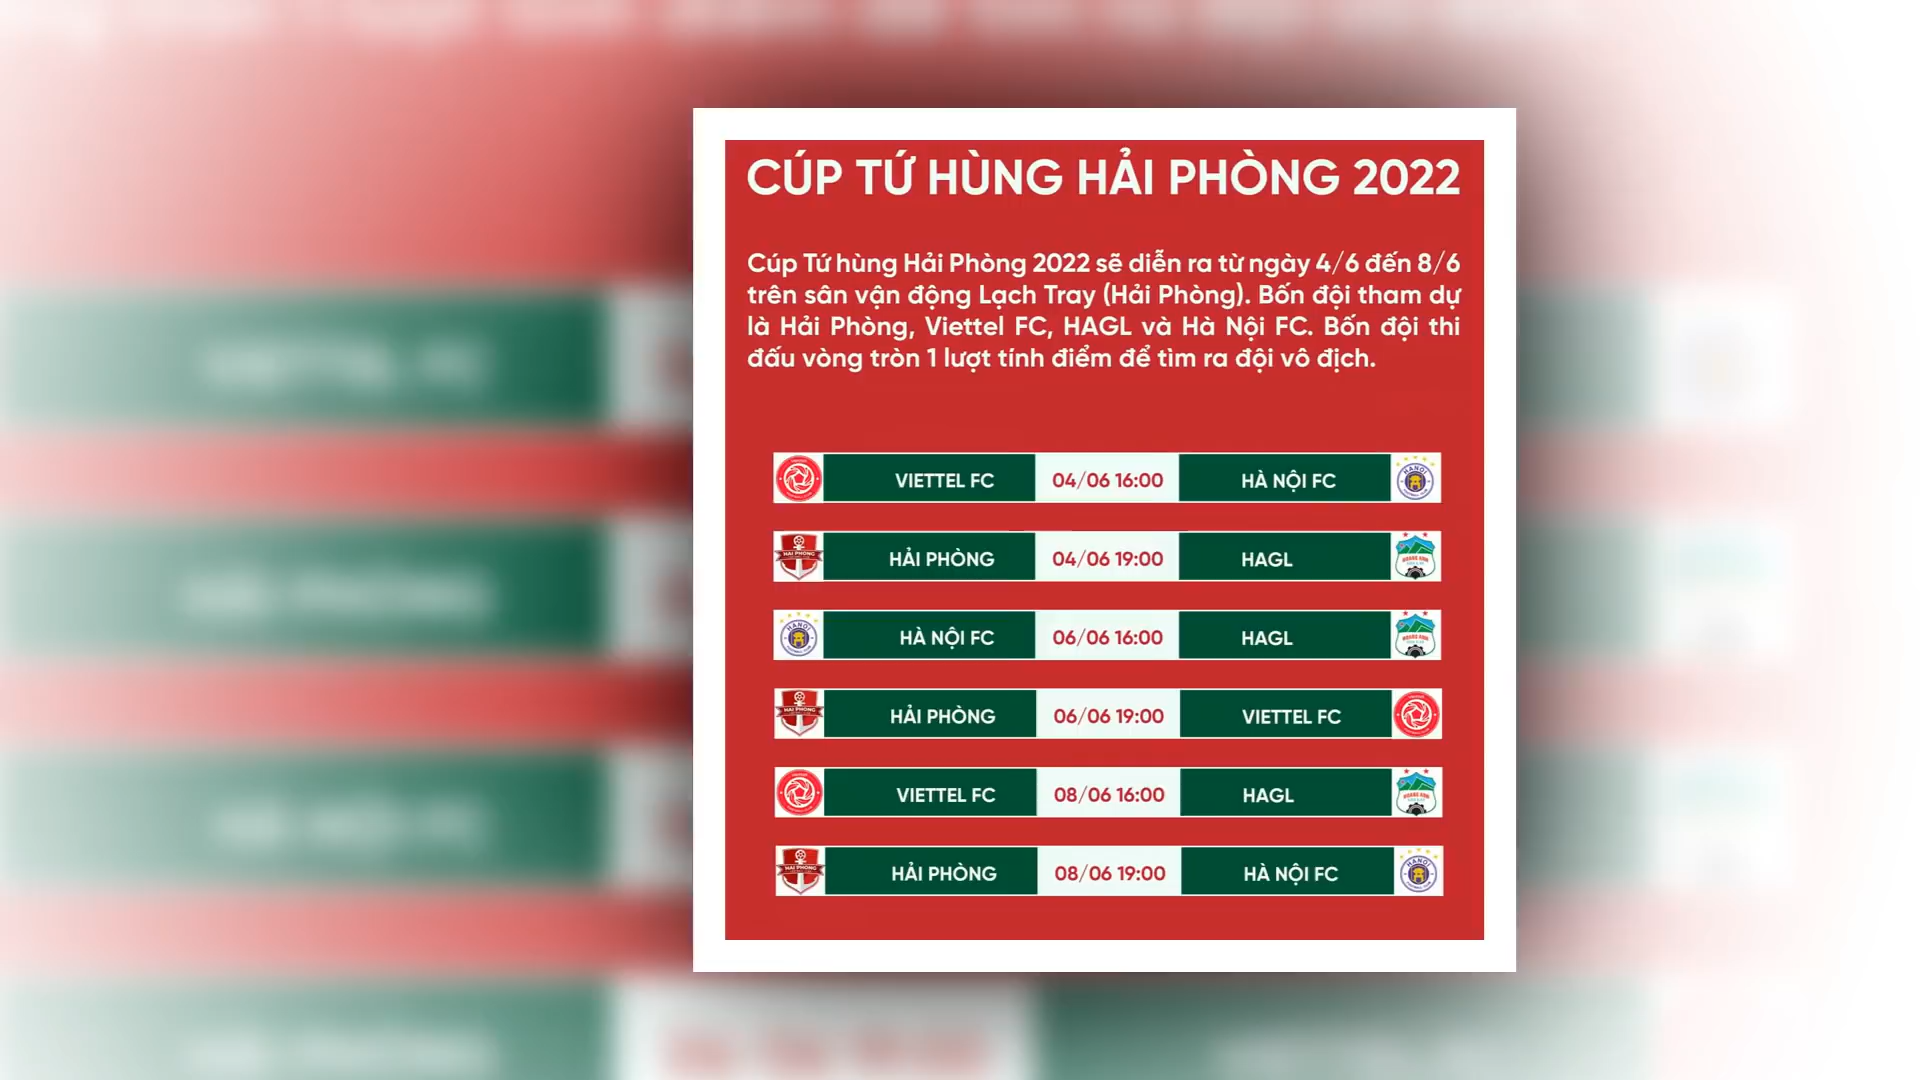 CÚP TỨ HÙNG HẢI PHÒNG 2022
Cúp Tứ hùng Hải Phòng 2022 sẽ diễn ra từ ngày 4/6 đến 8/6
trên sân vận động Lạch Tray (Hải Phòng). Bốn đội tham dự
là Hải Phòng, Viettel FC, HAGL và Hà Nội FC. Bốn đội thi
đấu vòng tròn 1 lượt tính điểm để tìm ra đội vô địch.
VIETTEL FC 04/06 16:00 HÀ NỘI FC
HẢI PHÒNG 04/06 19:00 HAGL
HÀ NỘI FC 06/06 16:00 HAGL
HẢI PHÒNG 06/06 19:00 VIETTEL FC
VIETTEL FC 08/06 16:00 HAGL
HẢI PHÒNG 08/06 19:00 HÀ NỘI FC